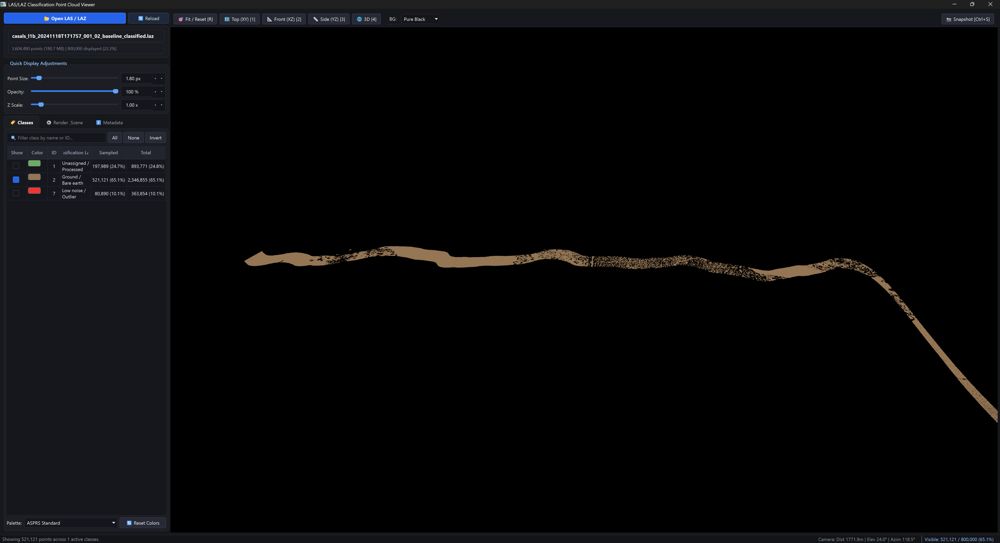 LAS/LAZ Classification Point Cloud Viewer
Open LAS / LAZ
Reload
Fit / Reset [R]
Top (XY) [1]
Front (XZ) [2]
Side (YZ) [3]
3D [4]
BG:
Pure Black
Snapshot [Ctrl+S]
casals_l1b_20241118T171757_001_02_baseline_classified.laz
3,604,480 points (180.7 MB) | 800,000 displayed (22.2%)
Quick Display Adjustments
Point Size:
1.80 px
Opacity:
100 %
Z Scale:
1.00 x
Classes
Render_Scene
Metadata
Filter class by name or ID...
All
None
Invert
Show Color ID ssification La Sampled Total
1 Unassigned / Processed 197,989 (24.7%) 893,771 (24.8%)
2 Ground / Bare earth 521,121 (65.1%) 2,346,855 (65.1%)
7 Low noise / Outlier 80,890 (10.1%) 363,854 (10.1%)
Palette:
ASPRS Standard
Reset Colors
Showing 521,121 points across 1 active classes.
Camera: Dist 1771.9m | Elev 24.0° | Azim 118.5°
Visible: 521,121 / 800,000 (65.1%)